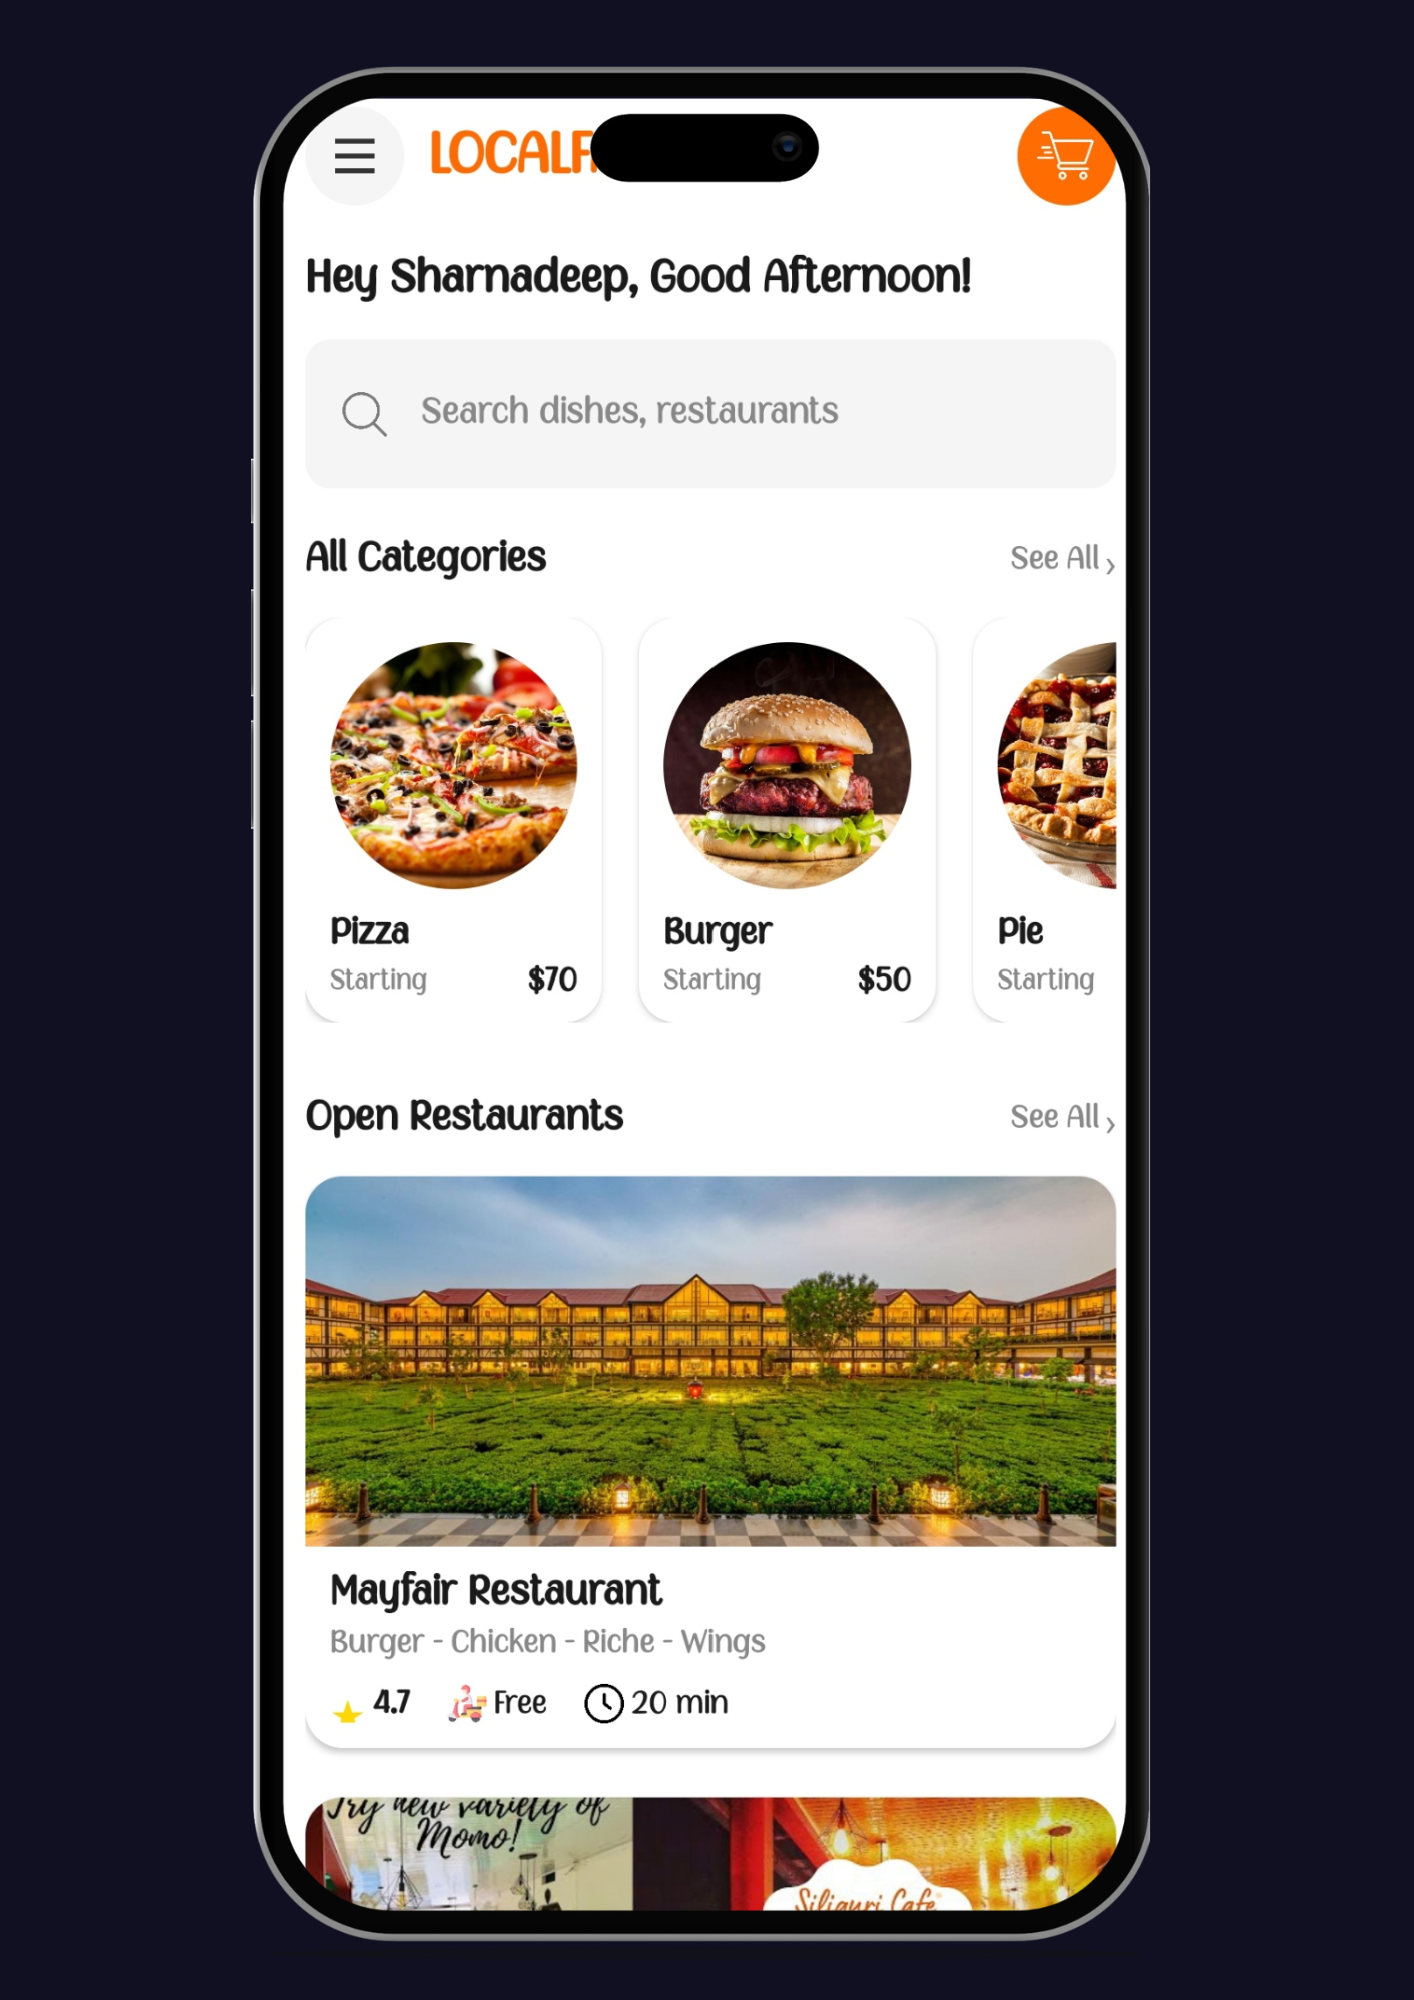 LOCALF
Hey Sharnadeep, Good Afternoon!
Search dishes, restaurants
All Categories
See All ›
Pizza
Starting $70
Burger
Starting $50
Pie
Starting
Open Restaurants
See All ›
Mayfair Restaurant
Burger - Chicken - Riche - Wings
4.7 Free 20 min
Try new variety of
Momo!
Siliguri Cafe